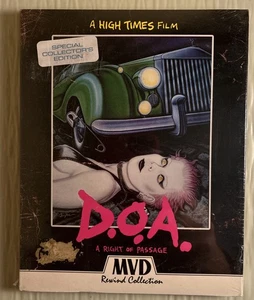 A HIGH TIMES FILM
SPECIAL
COLLECTOR'S
EDITION
D.O.A.
A RIGHT OF PASSAGE
MVD
Rewind Collection